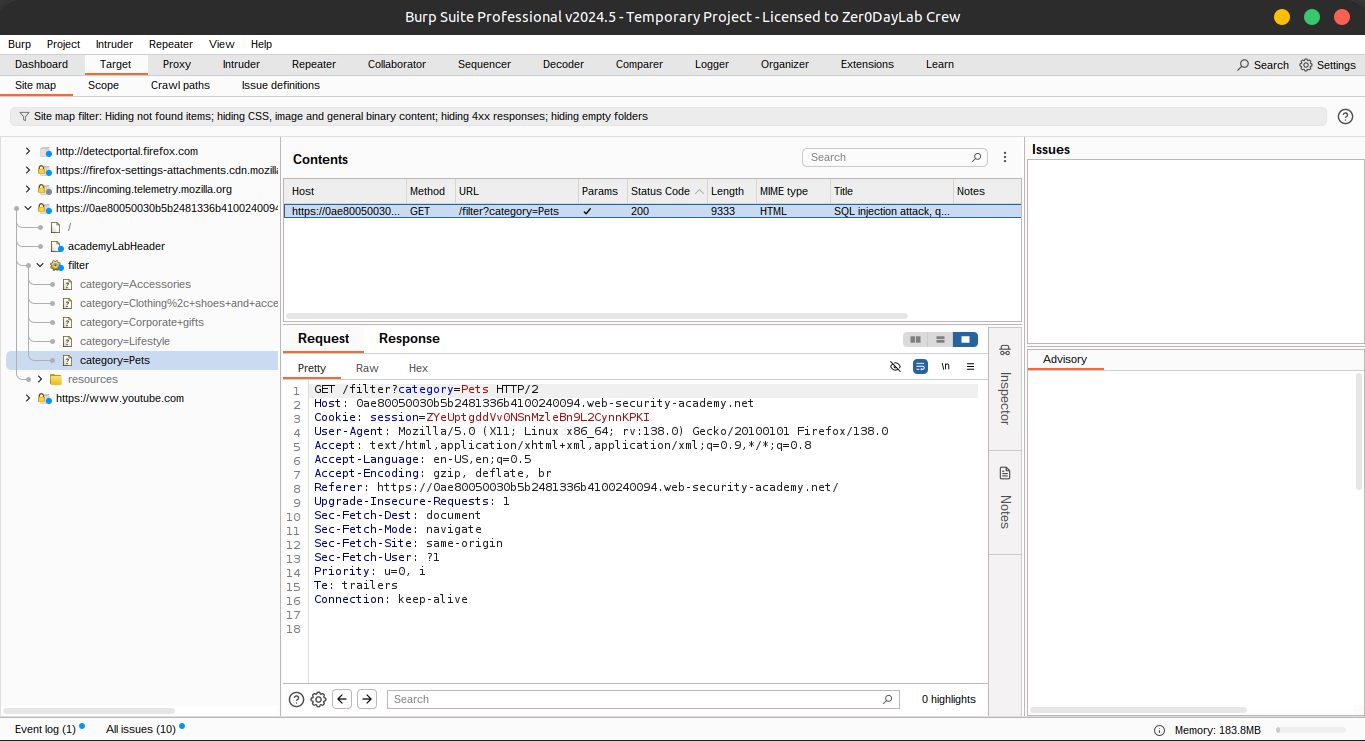 Burp Suite Professional v2024.5 - Temporary Project - Licensed to Zer0DayLab Crew
Burp Project Intruder Repeater View Help
Dashboard Target Proxy Intruder Repeater Collaborator Sequencer Decoder Comparer Logger Organizer Extensions Learn Search Settings
Site map Scope Crawl paths Issue definitions
Site map filter: Hiding not found items; hiding CSS, image and general binary content; hiding 4xx responses; hiding empty folders
http://detectportal.firefox.com
https://firefox-settings-attachments.cdn.mozill
https://incoming.telemetry.mozilla.org
https://0ae80050030b5b2481336b4100240094
/
academyLabHeader
filter
category=Accessories
category=Clothing%2c+shoes+and+acce
category=Corporate+gifts
category=Lifestyle
category=Pets
resources
https://www.youtube.com
Contents
Search
Host Method URL Params Status Code Length MIME type Title Notes
https://0ae80050030... GET /filter?category=Pets ✓ 200 9333 HTML SQL injection attack, q...
Request Response
Pretty Raw Hex
\n
1 GET /filter?category=Pets HTTP/2
2 Host: 0ae80050030b5b2481336b4100240094.web-security-academy.net
3 Cookie: session=ZYeUptgddVv0NSnMzleBn9L2CynnKPKI
4 User-Agent: Mozilla/5.0 (X11; Linux x86_64; rv:138.0) Gecko/20100101 Firefox/138.0
5 Accept: text/html,application/xhtml+xml,application/xml;q=0.9,*/*;q=0.8
6 Accept-Language: en-US,en;q=0.5
7 Accept-Encoding: gzip, deflate, br
8 Referer: https://0ae80050030b5b2481336b4100240094.web-security-academy.net/
9 Upgrade-Insecure-Requests: 1
10 Sec-Fetch-Dest: document
11 Sec-Fetch-Mode: navigate
12 Sec-Fetch-Site: same-origin
13 Sec-Fetch-User: ?1
14 Priority: u=0, i
15 Te: trailers
16 Connection: keep-alive
17
18
Search
0 highlights
Inspector
Notes
Issues
Advisory
Event log (1) All issues (10) Memory: 183.8MB